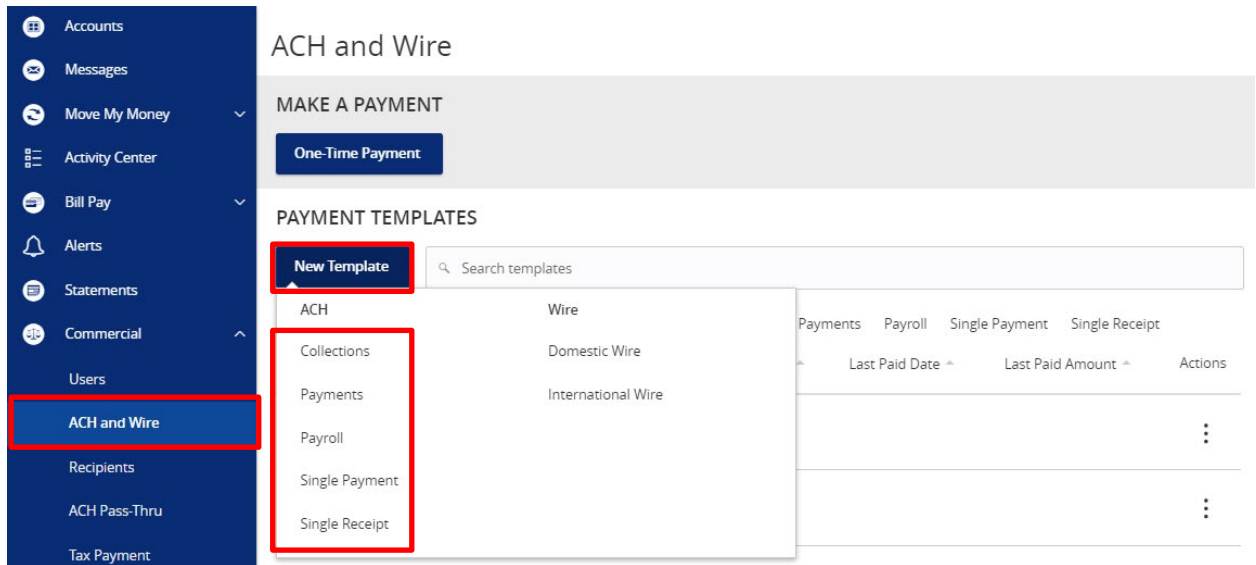 Accounts
Messages
Move My Money
Activity Center
Bill Pay
Alerts
Statements
Commercial
Users
ACH and Wire
Recipients
ACH Pass-Thru
Tax Payment
ACH and Wire
MAKE A PAYMENT
One-Time Payment
PAYMENT TEMPLATES
New Template
Search templates
ACH
Collections
Payments
Payroll
Single Payment
Single Receipt
Wire
Domestic Wire
International Wire
Payments Payroll Single Payment Single Receipt
Last Paid Date Last Paid Amount Actions